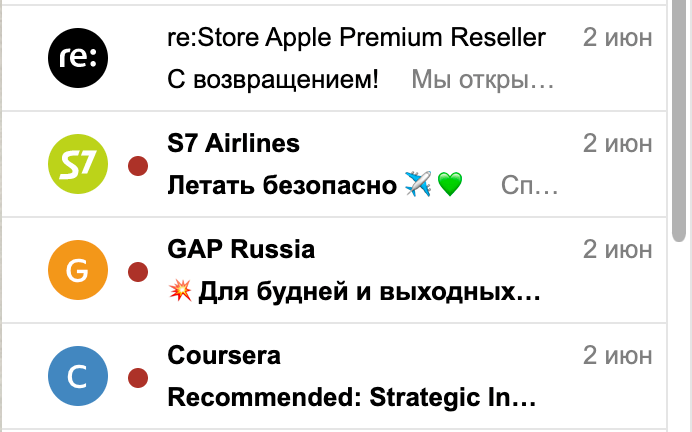 re:
re:Store Apple Premium Reseller 2 июн
С возвращением! Мы откры…
S7
S7 Airlines 2 июн
Летать безопасно ✈️💚 Сп…
G
GAP Russia 2 июн
💥 Для будней и выходных…
C
Coursera 2 июн
Recommended: Strategic In…